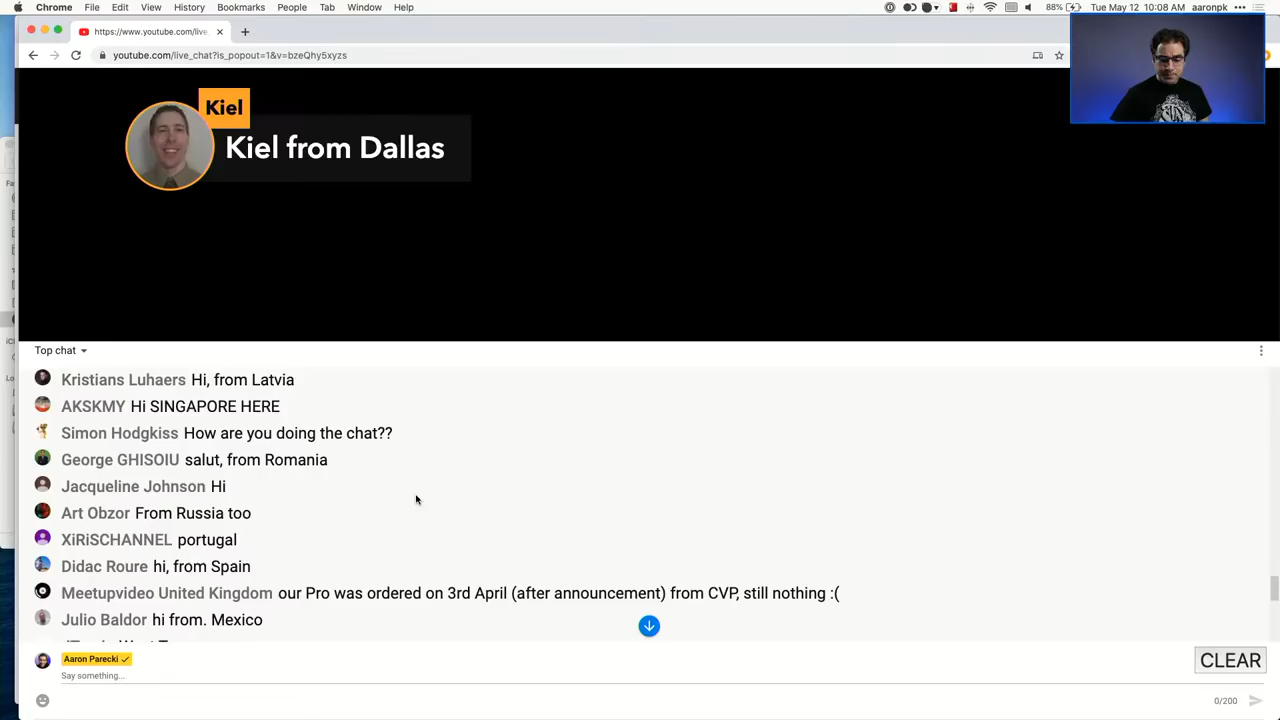 Chrome File Edit View History Bookmarks People Tab Window Help 88% Tue May 12 10:08 AM aaronpk
https://www.youtube.com/live
youtube.com/live_chat?is_popout=1&v=bzeQhy5xyzs
Kiel
Kiel from Dallas
Top chat
Kristians Luhaers Hi, from Latvia
AKSKMY Hi SINGAPORE HERE
Simon Hodgkiss How are you doing the chat??
George GHISOIU salut, from Romania
Jacqueline Johnson Hi
Art Obzor From Russia too
XiRiSCHANNEL portugal
Didac Roure hi, from Spain
Meetupvideo United Kingdom our Pro was ordered on 3rd April (after announcement) from CVP, still nothing :(
Julio Baldor hi from. Mexico
Aaron Parecki
CLEAR
Say something...
0/200